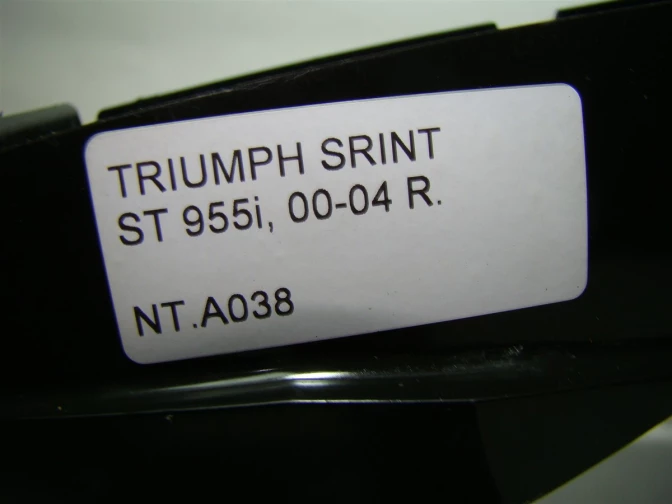 TRIUMPH SRINT
ST 955i, 00-04 R.
NT.A038